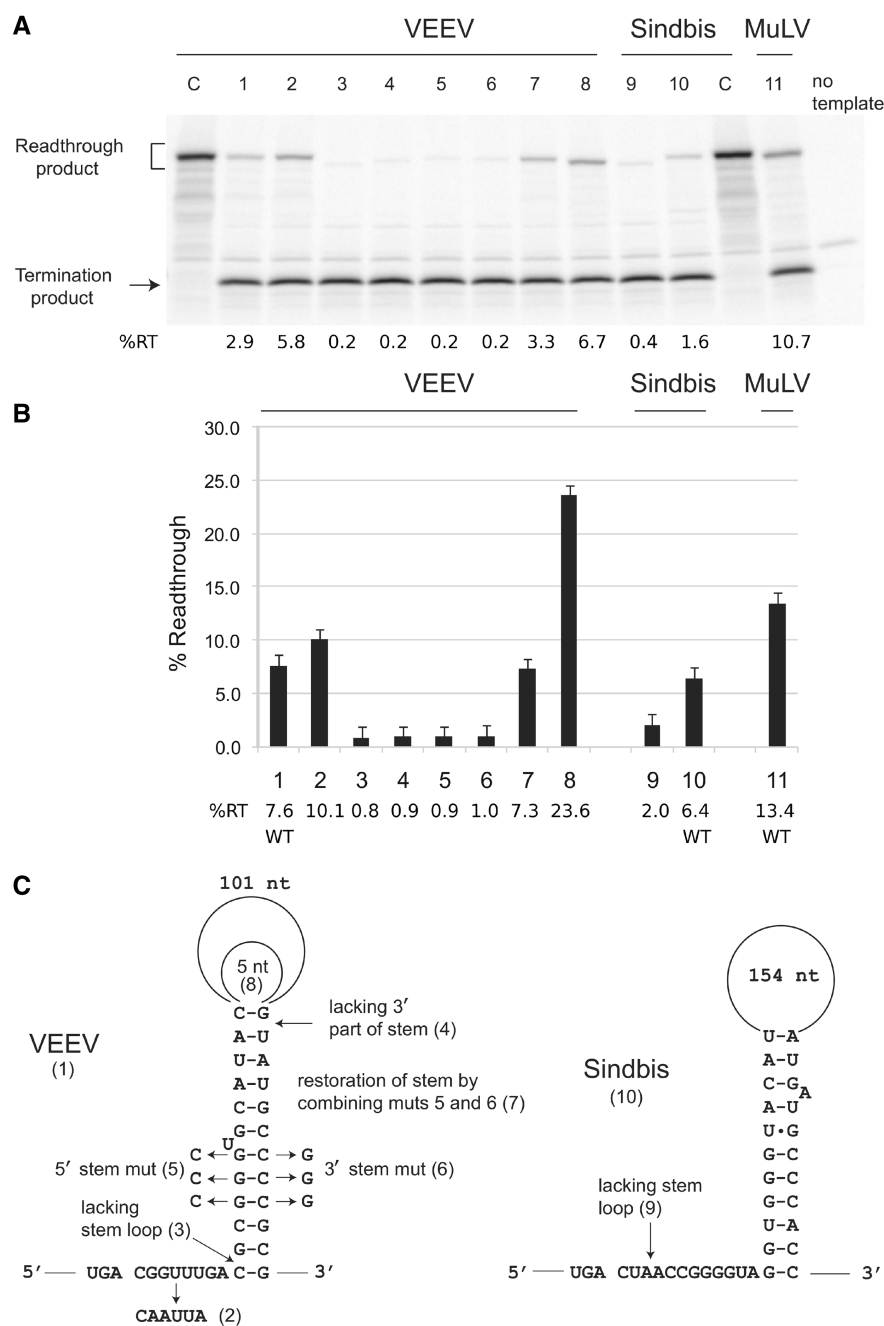 A
VEEV Sindbis MuLV
C 1 2 3 4 5 6 7 8 9 10 C 11 no template
Readthrough product
Termination product
%RT 2.9 5.8 0.2 0.2 0.2 0.2 3.3 6.7 0.4 1.6 10.7
VEEV Sindbis MuLV
B
30.0
25.0
20.0
15.0
10.0
5.0
0.0
% Readthrough
1 2 3 4 5 6 7 8 9 10 11
%RT 7.6 10.1 0.8 0.9 0.9 1.0 7.3 23.6 2.0 6.4 13.4
WT WT WT
C
101 nt
5 nt
(8)
C-G
A-U
U-A
A-U
C-G
G-C
U
C G-C G
C G-C G
C G-C G
C-G
G-C
5′ UGA CGGUUUGAC-G 3′
CAAUUA (2)
VEEV
(1)
lacking 3′
part of stem (4)
restoration of stem by
combining muts 5 and 6 (7)
5′ stem mut (5)
3′ stem mut (6)
lacking
stem loop (3)
154 nt
U-A
A-U
C-G
A
A-U
U•G
G-C
G-C
G-C
U-A
G-C
5′ UGA CUAACCGGGGUAG-C 3′
Sindbis
(10)
lacking stem
loop (9)